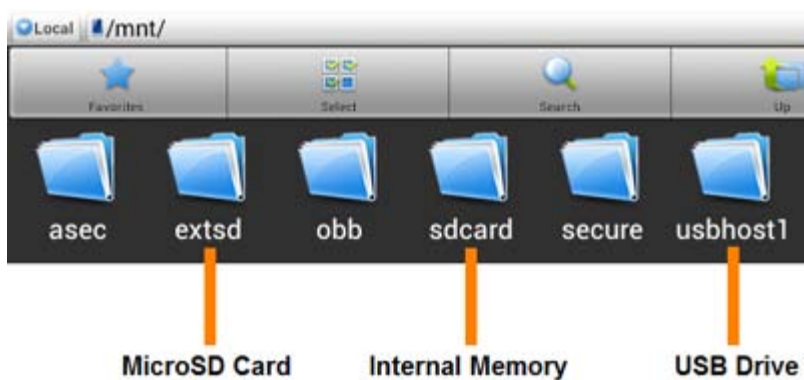 Local /mnt/
Favorites Select Search Up
asec extsd obb sdcard secure usbhost1
MicroSD Card Internal Memory USB Drive